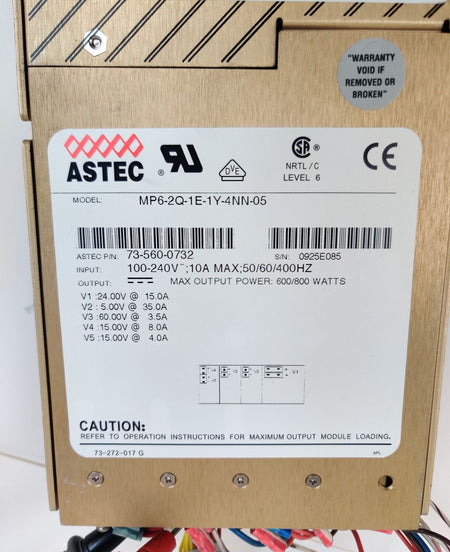 "WARRANTY
VOID IF
REMOVED OR
BROKEN"
ASTEC ®
RU ®
DVE
SA ®
NRTL / C
LEVEL 6
CE
MODEL: MP6-2Q-1E-1Y-4NN-05
ASTEC P/N: 73-560-0732 S/N: 0925E085
INPUT: 100-240V~;10A MAX;50/60/400HZ
OUTPUT: MAX OUTPUT POWER: 600/800 WATTS
V1 :24.00V @ 15.0A
V2 : 5.00V @ 35.0A
V3 :60.00V @ 3.5A
V4 :15.00V @ 8.0A
V5 :15.00V @ 4.0A
CAUTION:
REFER TO OPERATION INSTRUCTIONS FOR MAXIMUM OUTPUT MODULE LOADING.
73-272-017 G APL